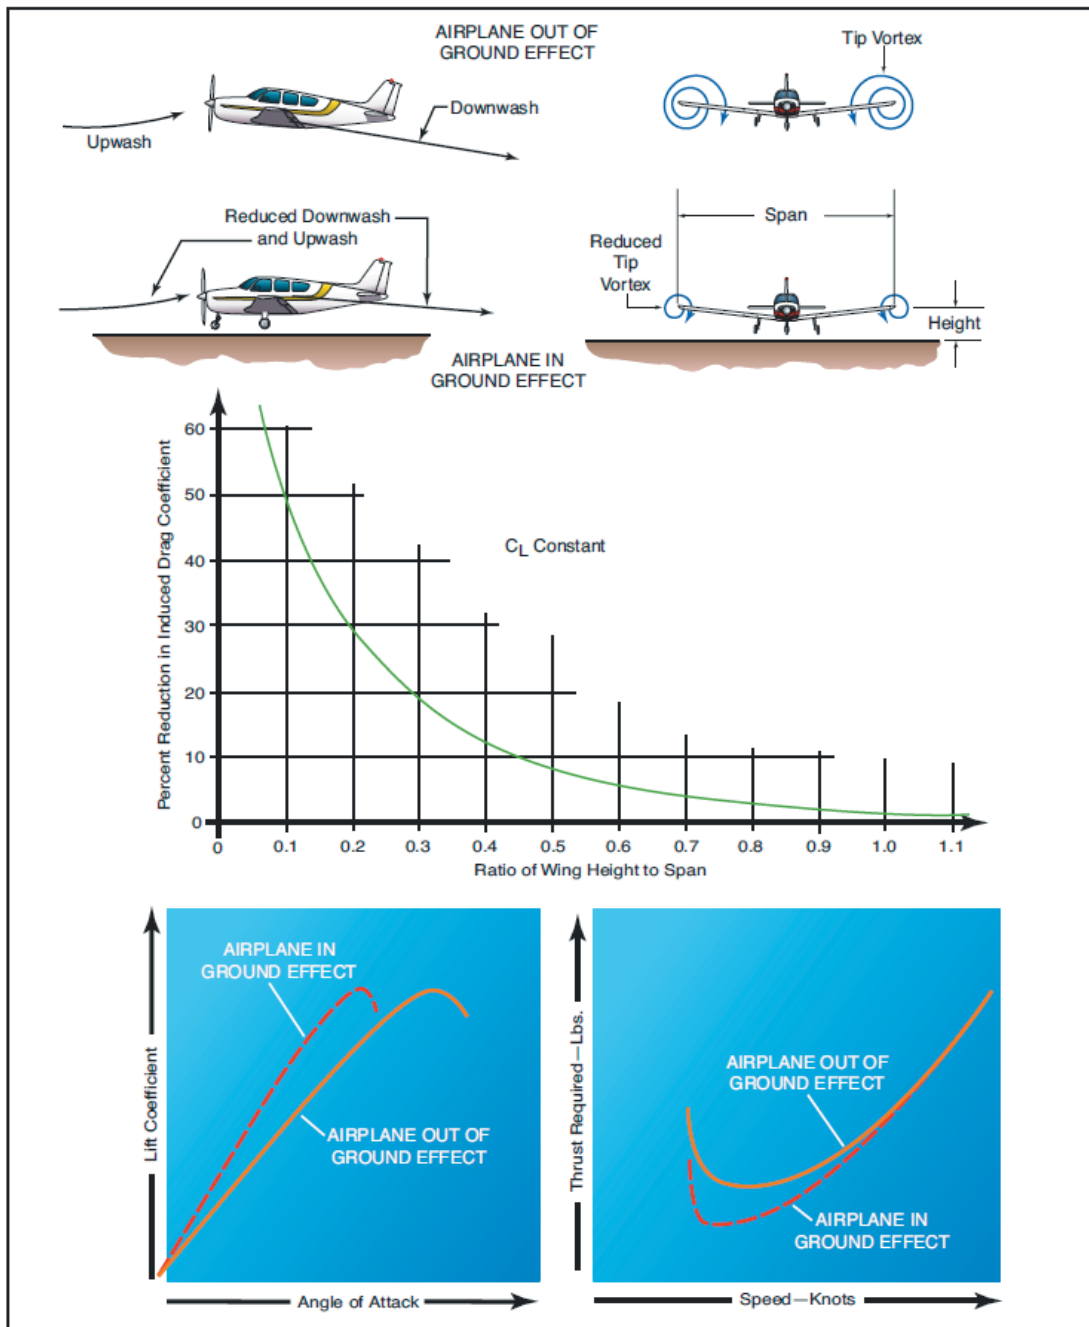 AIRPLANE OUT OF
GROUND EFFECT
Tip Vortex
Downwash
Upwash
Reduced Downwash
and Upwash
Span
Reduced
Tip
Vortex
Height
AIRPLANE IN
GROUND EFFECT
Percent Reduction in Induced Drag Coefficient
60
50
40
30
20
10
0
CL Constant
0 0.1 0.2 0.3 0.4 0.5 0.6 0.7 0.8 0.9 1.0 1.1
Ratio of Wing Height to Span
Lift Coefficient
AIRPLANE IN
GROUND EFFECT
AIRPLANE OUT OF
GROUND EFFECT
Angle of Attack
Thrust Required—Lbs.
AIRPLANE OUT OF
GROUND EFFECT
AIRPLANE IN
GROUND EFFECT
Speed—Knots